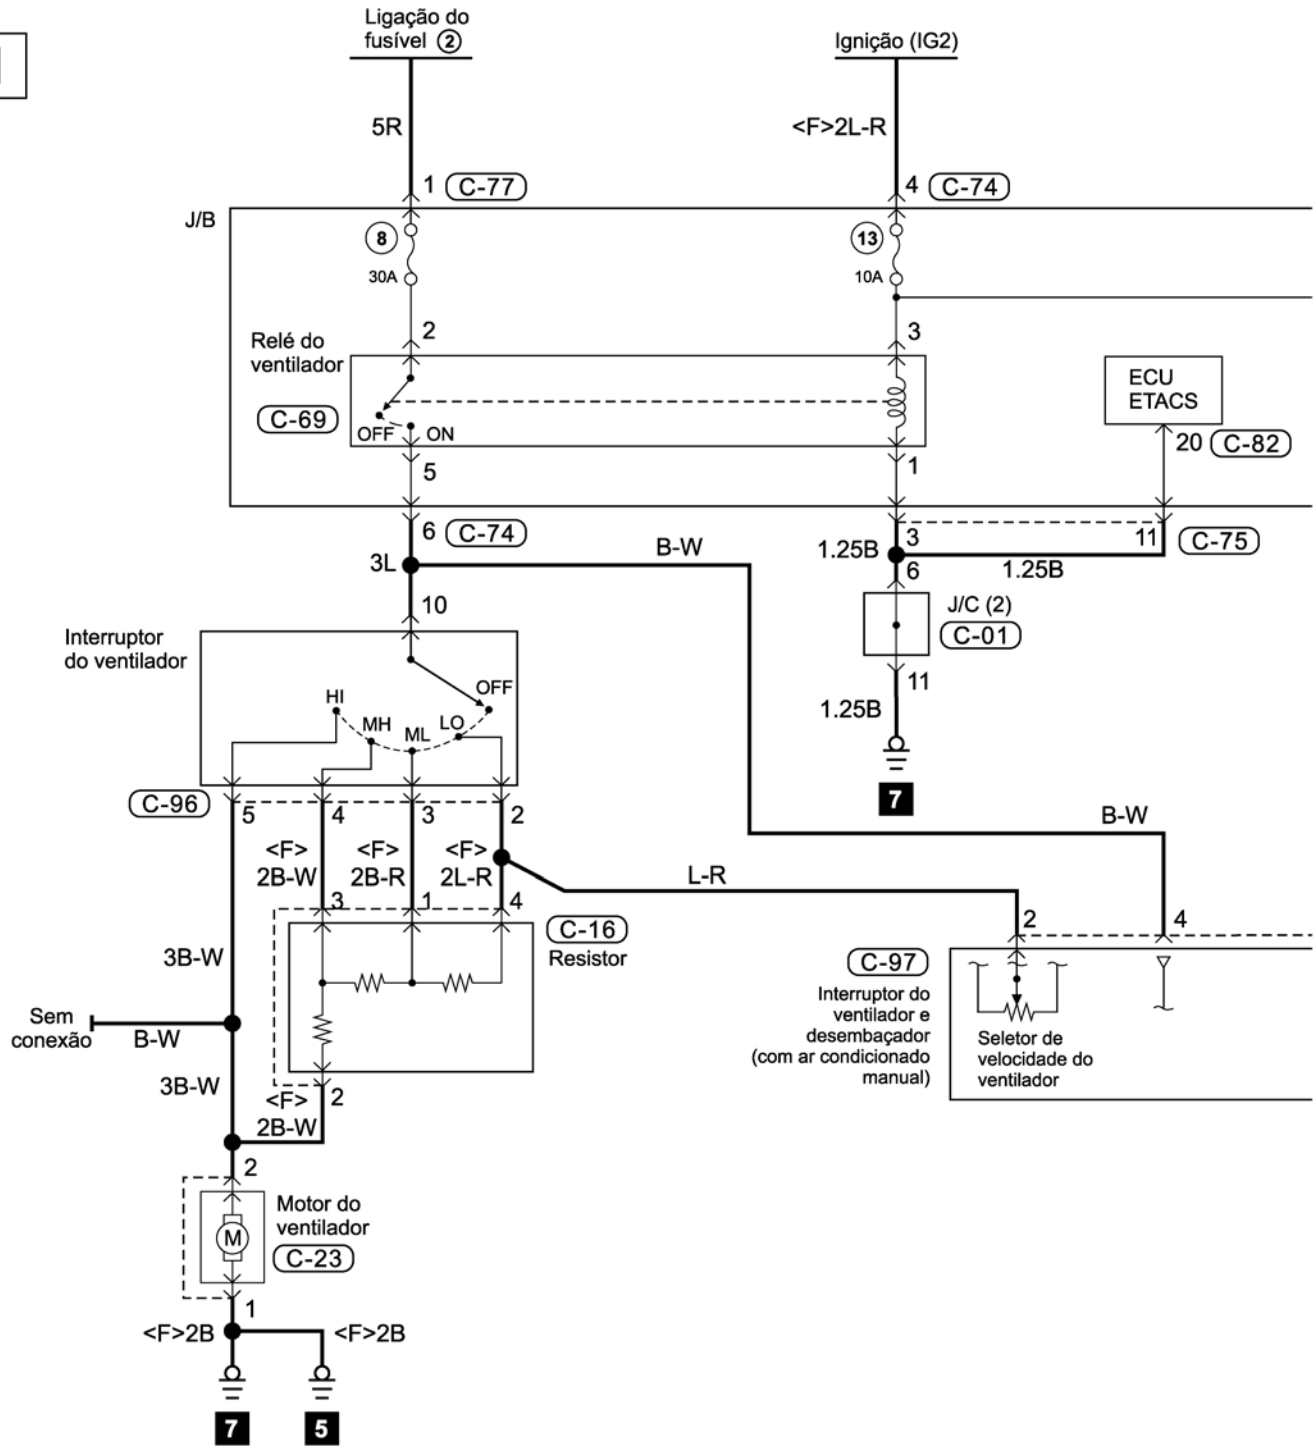 Ligação do
fusível 2
Ignição (IG2)
5R
<F>2L-R
1 C-77
4 C-74
J/B
8
13
30A
10A
2
3
Relé do
ventilador
C-69
OFF ON
ECU
ETACS
20 C-82
5
1
6 C-74
B-W
1.25B
3
11 C-75
3L
1.25B
6
10
J/C (2)
C-01
Interruptor
do ventilador
11
OFF
HI
MH
LO
ML
1.25B
7
C-96
5 4 3 2
B-W
<F> <F> <F>
2B-W 2B-R 2L-R
L-R
3 1 4
2 4
C-16
Resistor
3B-W
C-97
Interruptor do
ventilador e
desembaçador
(com ar condicionado
manual)
Seletor de
velocidade do
ventilador
Sem
conexão
B-W
3B-W
<F> 2
2B-W
2
Motor do
ventilador
M
C-23
1
<F>2B
<F>2B
7
5